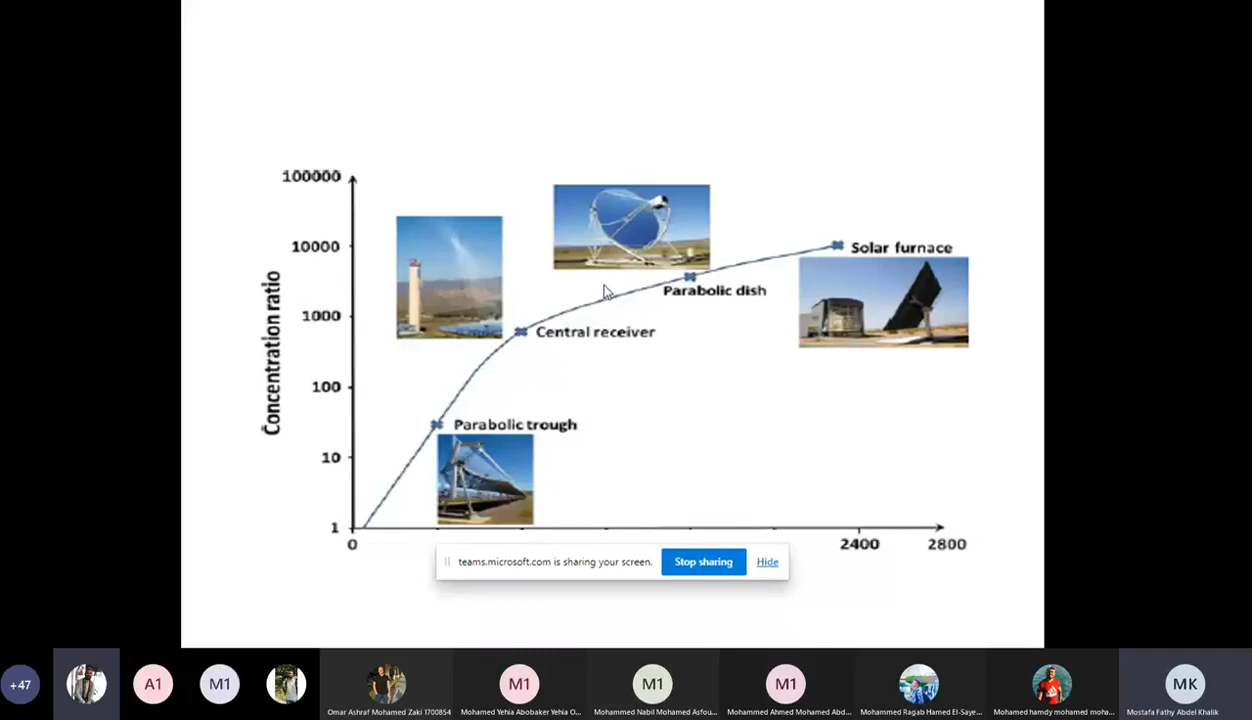 100000
10000
1000
100
10
1
Concentration ratio
Solar furnace
Parabolic dish
Central receiver
Parabolic trough
0
2400
2800
teams.microsoft.com is sharing your screen.
Stop sharing
Hide
+47
A1
M1
M1
M1
M1
MK
Omar Ashraf Mohamed Zaki 1700854
Mohamed Yehia Abobaker Yehia O...
Mohammed Nabil Mohamed Asfou...
Mohammed Ahmed Mohamed Abd...
Mohammed Ragab Hamed El-Saye...
Mohamed hamdy mohamed moha...
Mostafa Fathy Abdel Khalik